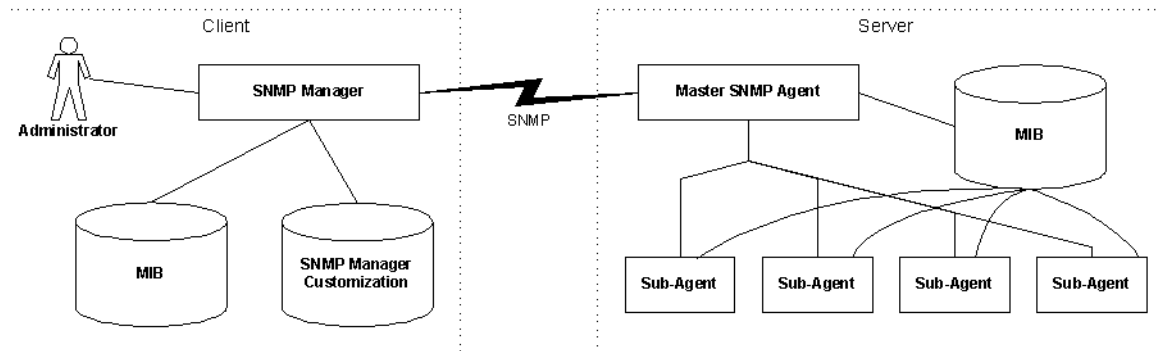 Client
Server
SNMP Manager
Master SNMP Agent
MIB
Administrator
SNMP
MIB
SNMP Manager
Customization
Sub-Agent
Sub-Agent
Sub-Agent
Sub-Agent